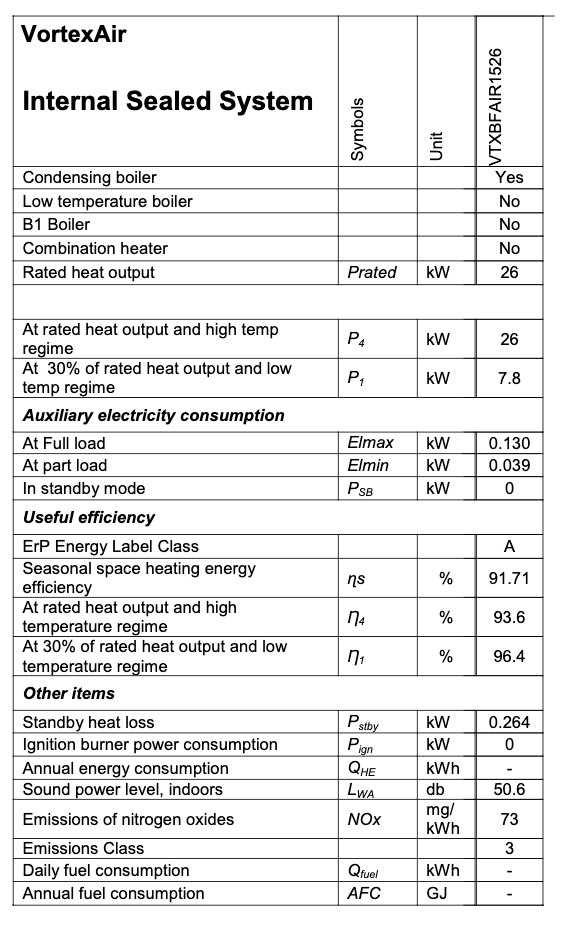 VortexAir
Internal Sealed System
Symbols
Unit
VTXBFAIR1526
Condensing boiler Yes
Low temperature boiler No
B1 Boiler No
Combination heater No
Rated heat output Prated kW 26
At rated heat output and high temp
regime P4 kW 26
At 30% of rated heat output and low
temp regime P1 kW 7.8
Auxiliary electricity consumption
At Full load Elmax kW 0.130
At part load Elmin kW 0.039
In standby mode PSB kW 0
Useful efficiency
ErP Energy Label Class A
Seasonal space heating energy
efficiency ηs % 91.71
At rated heat output and high
temperature regime η4 % 93.6
At 30% of rated heat output and low
temperature regime η1 % 96.4
Other items
Standby heat loss Pstby kW 0.264
Ignition burner power consumption Pign kW 0
Annual energy consumption QHE kWh -
Sound power level, indoors LWA db 50.6
Emissions of nitrogen oxides NOx mg/
kWh 73
Emissions Class 3
Daily fuel consumption Qfuel kWh -
Annual fuel consumption AFC GJ -